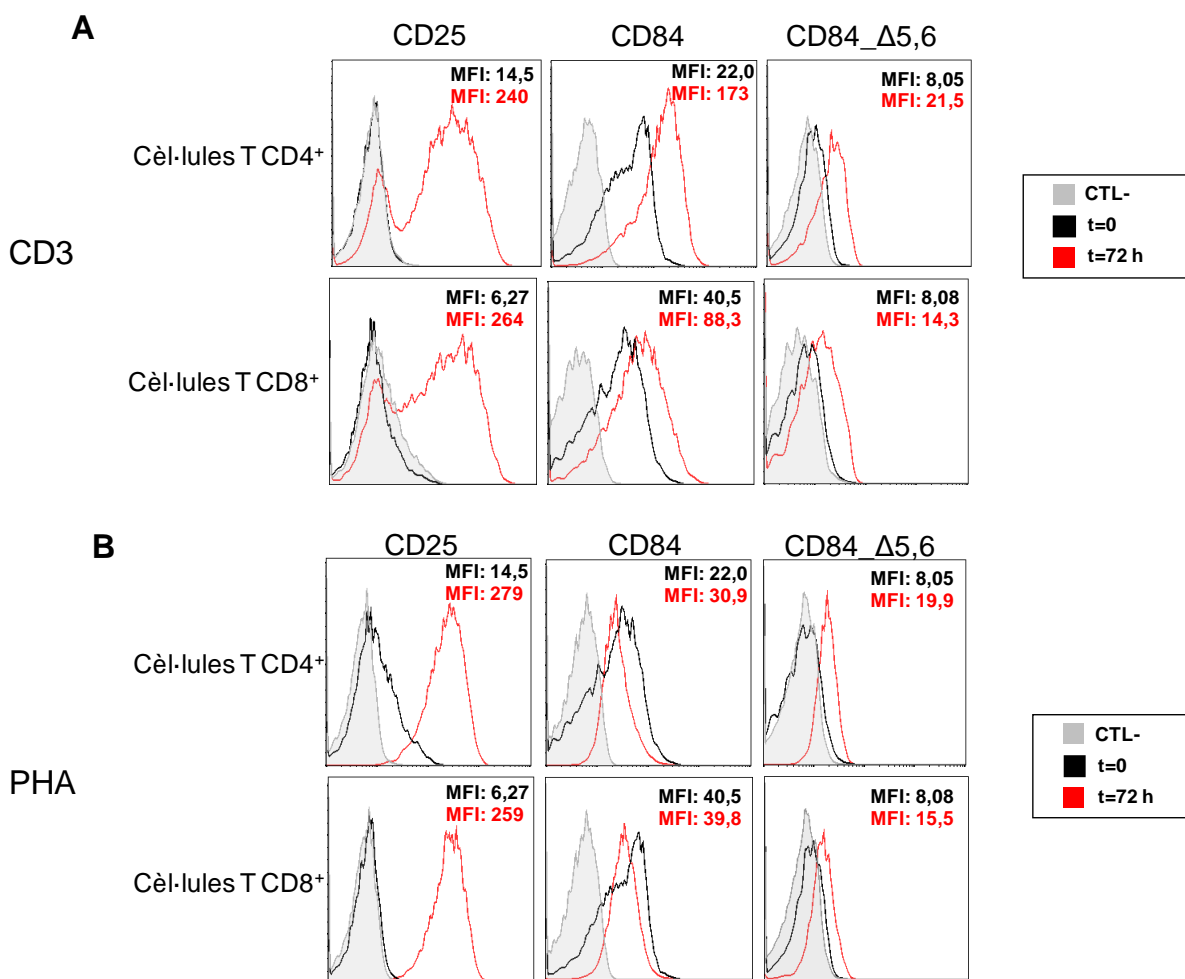 A
CD25
CD84
CD84_Δ5,6
MFI: 14,5
MFI: 240
MFI: 22,0
MFI: 173
MFI: 8,05
MFI: 21,5
Cèl·lules T CD4+
CD3
MFI: 6,27
MFI: 264
MFI: 40,5
MFI: 88,3
MFI: 8,08
MFI: 14,3
Cèl·lules T CD8+
CTL-
t=0
t=72 h
B
CD25
CD84
CD84_Δ5,6
MFI: 14,5
MFI: 279
MFI: 22,0
MFI: 30,9
MFI: 8,05
MFI: 19,9
Cèl·lules T CD4+
PHA
MFI: 6,27
MFI: 259
MFI: 40,5
MFI: 39,8
MFI: 8,08
MFI: 15,5
Cèl·lules T CD8+
CTL-
t=0
t=72 h